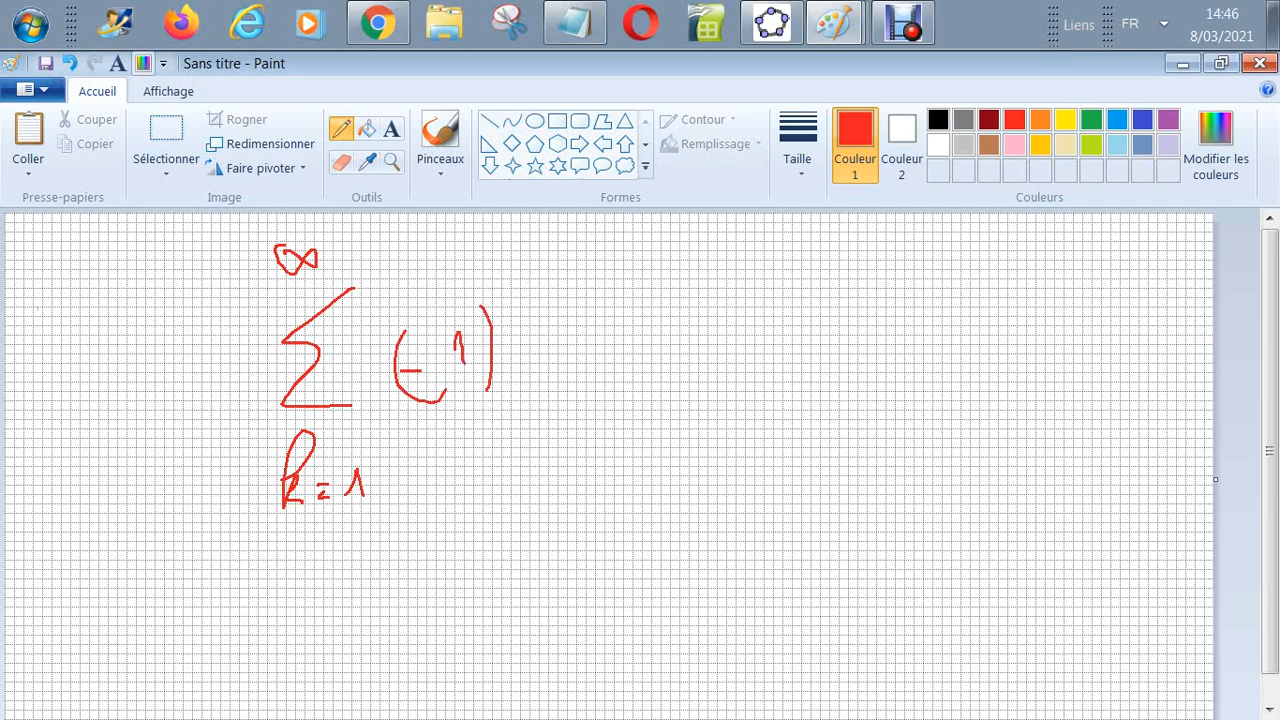 14:46
Liens FR 8/03/2021
Sans titre - Paint
Accueil Affichage
Coller Couper Copier
Sélectionner Rogner Redimensionner Faire pivoter
Pinceaux
Contour Remplissage
Taille
Couleur 1
Couleur 2
Modifier les couleurs
Presse-papiers Image Outils Formes Couleurs
∞
∑ (-1)
k=1